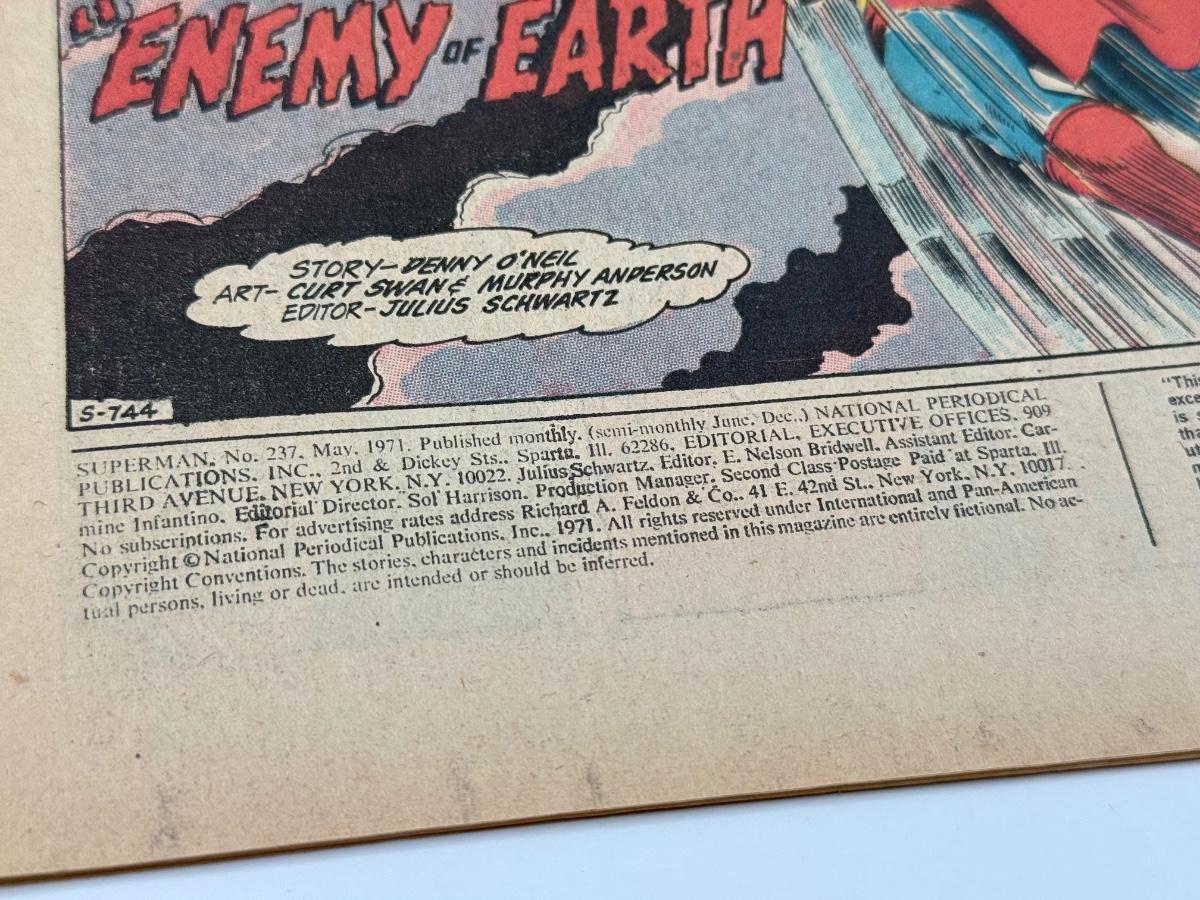 "ENEMY OF EARTH
STORY- DENNY O'NEIL
ART- CURT SWAN & MURPHY ANDERSON
EDITOR- JULIUS SCHWARTZ
S-744
SUPERMAN, No. 237, May, 1971. Published monthly, (semi-monthly June, Dec.,) NATIONAL PERIODICAL
PUBLICATIONS, INC., 2nd & Dickey Sts., Sparta, Ill. 62286. EDITORIAL, EXECUTIVE OFFICES, 909
THIRD AVENUE, NEW YORK, N.Y. 10022. Julius Schwartz, Editor, E. Nelson Bridwell, Assistant Editor. Car-
mine Infantino, Editorial Director. Sol Harrison, Production Manager. Second Class Postage Paid at Sparta, Ill.
No subscriptions. For advertising rates address Richard A. Feldon & Co., 41 E. 42nd St., New York, N.Y. 10017.
Copyright © National Periodical Publications, Inc., 1971. All rights reserved under International and Pan-American
Copyright Conventions. The stories, characters and incidents mentioned in this magazine are entirely fictional. No ac-
tual persons, living or dead, are intended or should be inferred.
"This
exce
is
tha